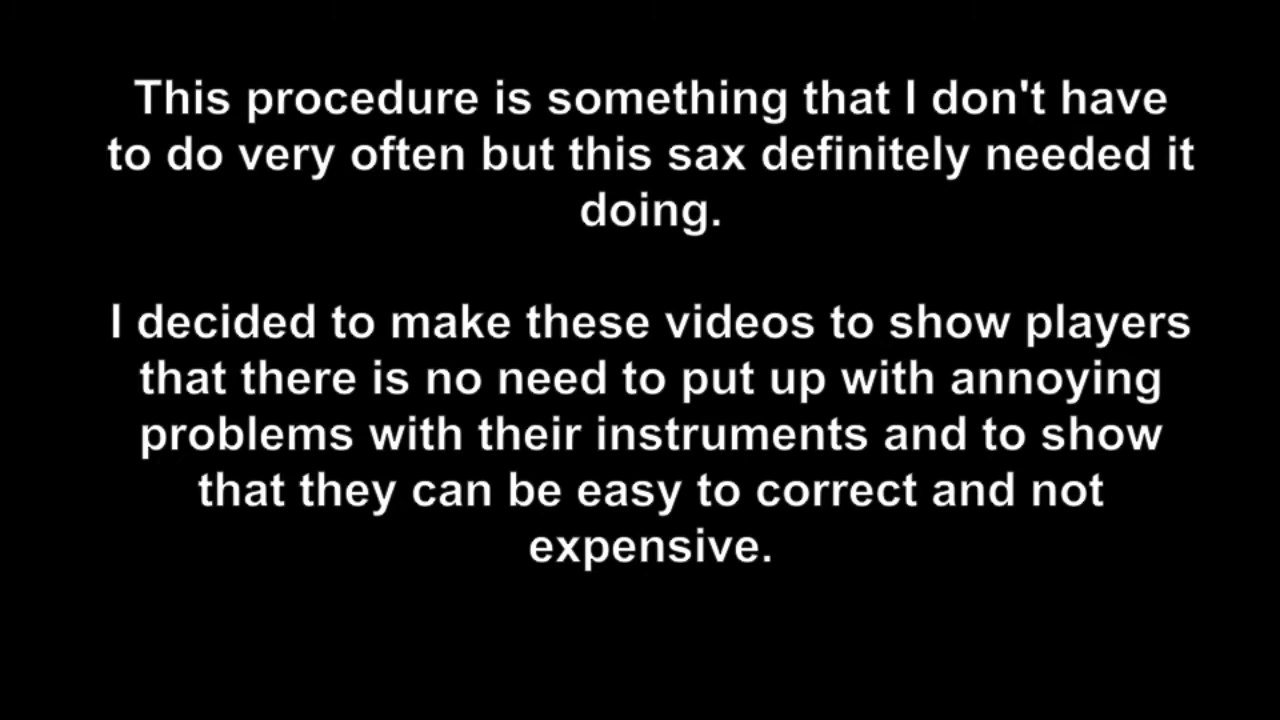 This procedure is something that I don't have
to do very often but this sax definitely needed it
doing.
I decided to make these videos to show players
that there is no need to put up with annoying
problems with their instruments and to show
that they can be easy to correct and not
expensive.